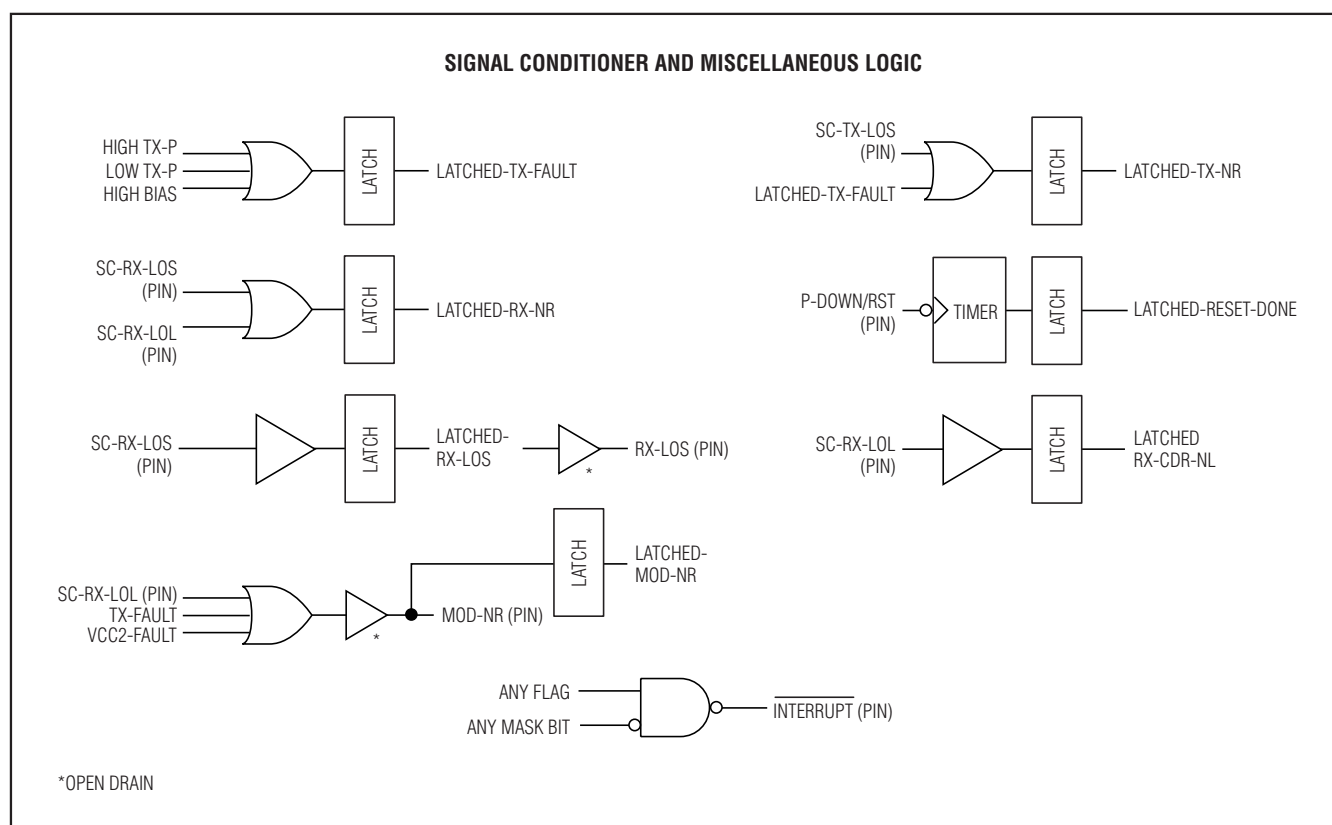 SIGNAL CONDITIONER AND MISCELLANEOUS LOGIC
HIGH TX-P
LOW TX-P
HIGH BIAS
LATCH
LATCHED-TX-FAULT
SC-TX-LOS
(PIN)
LATCHED-TX-FAULT
LATCH
LATCHED-TX-NR
SC-RX-LOS
(PIN)
SC-RX-LOL
(PIN)
LATCH
LATCHED-RX-NR
P-DOWN/RST
(PIN)
TIMER
LATCH
LATCHED-RESET-DONE
SC-RX-LOS
(PIN)
LATCH
LATCHED-
RX-LOS
*
RX-LOS (PIN)
SC-RX-LOL
(PIN)
LATCH
LATCHED
RX-CDR-NL
SC-RX-LOL (PIN)
TX-FAULT
VCC2-FAULT
*
MOD-NR (PIN)
LATCH
LATCHED-
MOD-NR
ANY FLAG
ANY MASK BIT
INTERRUPT (PIN)
*OPEN DRAIN